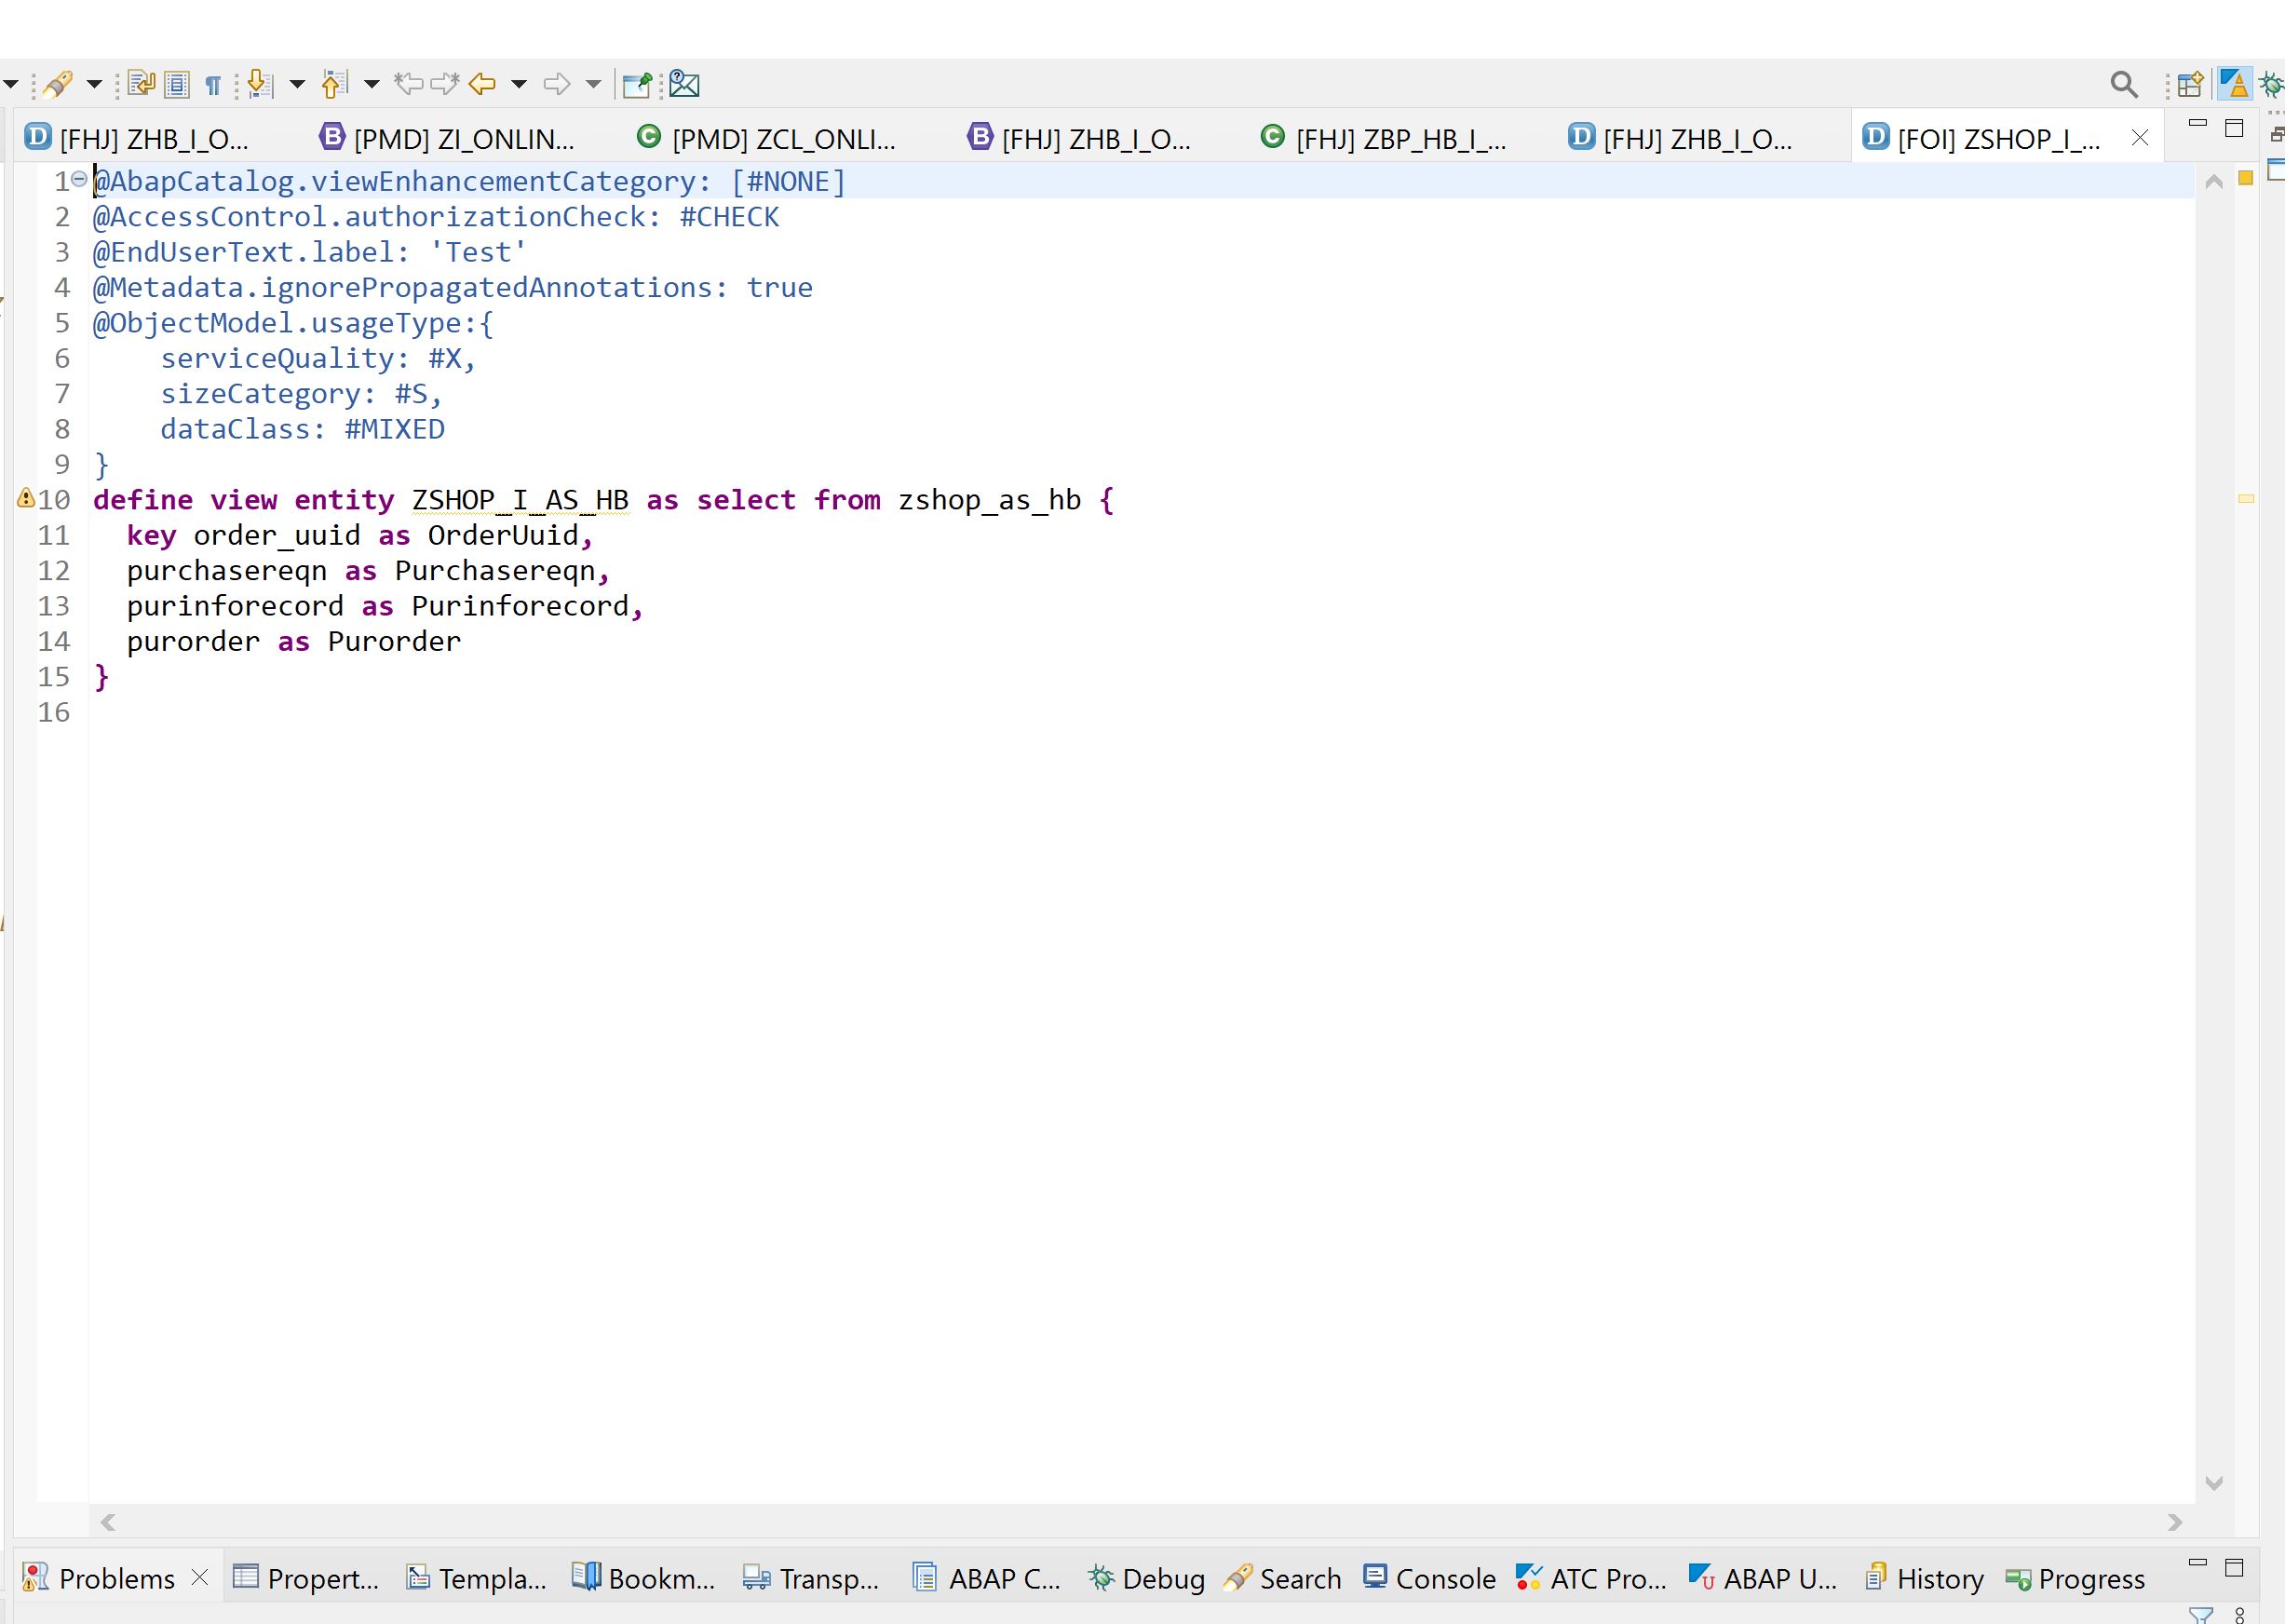 [FHJ] ZHB_I_O... [PMD] ZI_ONLIN... [PMD] ZCL_ONLI... [FHJ] ZHB_I_O... [FHJ] ZBP_HB_I_... [FHJ] ZHB_I_O... [FOI] ZSHOP_I_...
1 @AbapCatalog.viewEnhancementCategory: [#NONE]
2 @AccessControl.authorizationCheck: #CHECK
3 @EndUserText.label: 'Test'
4 @Metadata.ignorePropagatedAnnotations: true
5 @ObjectModel.usageType:{
6     serviceQuality: #X,
7     sizeCategory: #S,
8     dataClass: #MIXED
9 }
10 define view entity ZSHOP_I_AS_HB as select from zshop_as_hb {
11   key order_uuid as OrderUuid,
12   purchasereqn as Purchasereqn,
13   purinforecord as Purinforecord,
14   purorder as Purorder
15 }
16
Problems Propert... Templa... Bookm... Transp... ABAP C... Debug Search Console ATC Pro... ABAP U... History Progress